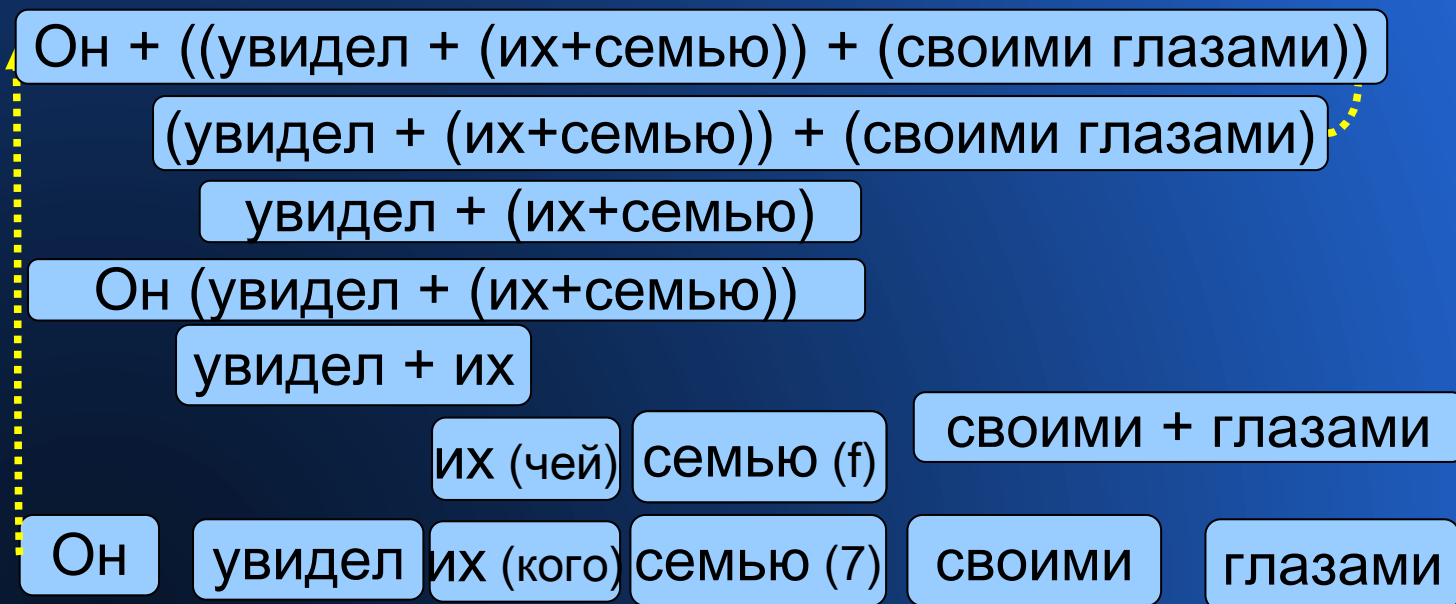 Он + ((увидел + (их+семью)) + (своими глазами))
(увидел + (их+семью)) + (своими глазами)
увидел + (их+семью)
Он (увидел + (их+семью))
увидел + их
своими + глазами
их (чей) семью (f)
Он увидел их (кого) семью (7) своими глазами